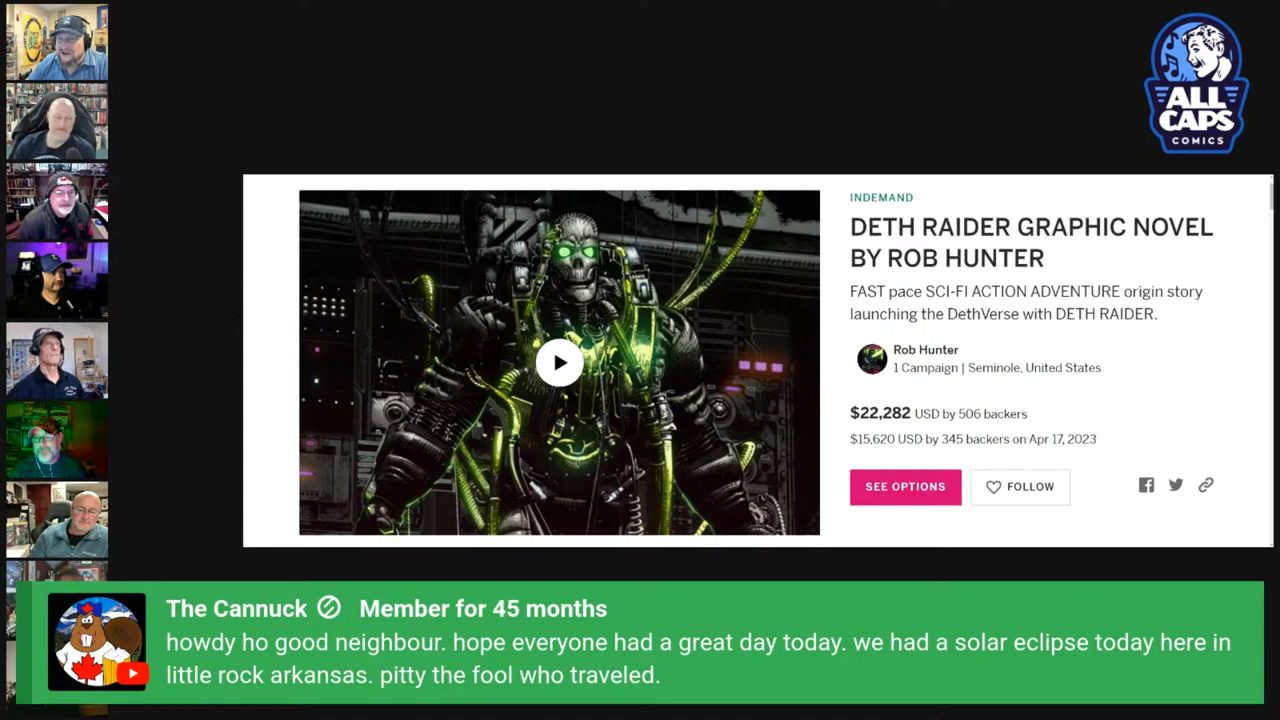 ALL
CAPS
COMICS
INDEMAND
DETH RAIDER GRAPHIC NOVEL
BY ROB HUNTER
FAST pace SCI-FI ACTION ADVENTURE origin story
launching the DethVerse with DETH RAIDER.
Rob Hunter
1 Campaign | Seminole, United States
$22,282 USD by 506 backers
$15,620 USD by 345 backers on Apr 17, 2023
SEE OPTIONS
FOLLOW
The Cannuck Member for 45 months
howdy ho good neighbour. hope everyone had a great day today. we had a solar eclipse today here in
little rock arkansas. pitty the fool who traveled.